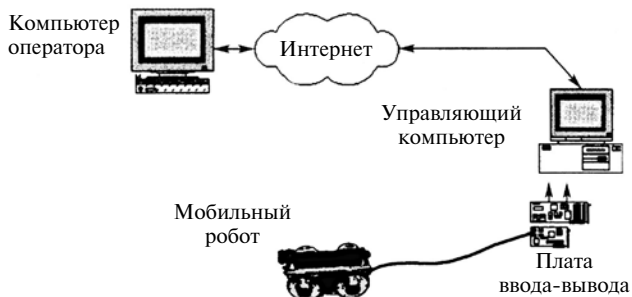 Компьютер
оператора
Интернет
Управляющий
компьютер
Мобильный
робот
Плата
ввода-вывода